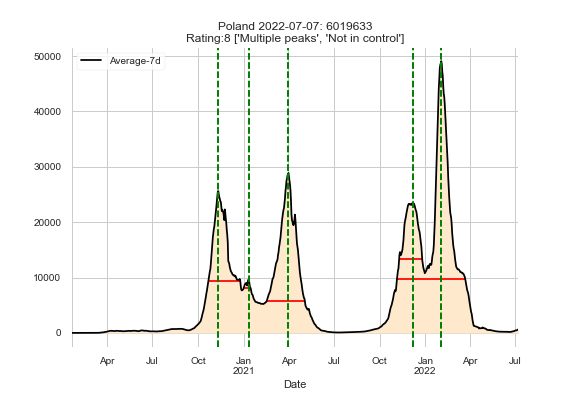 Poland 2022-07-07: 6019633
Rating:8 ['Multiple peaks', 'Not in control']
Average-7d
50000
40000
30000
20000
10000
0
Apr Jul Oct Jan Apr Jul Oct Jan Apr Jul
2021 2022
Date